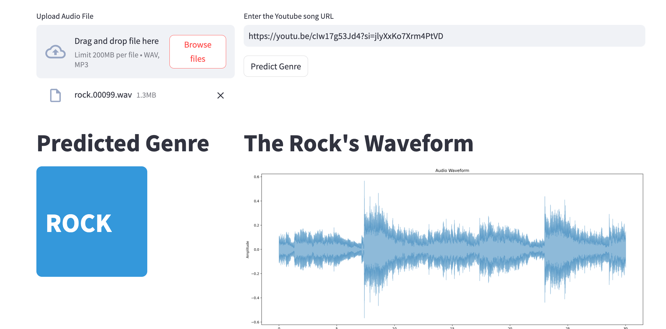 Upload Audio File
Drag and drop file here
Limit 200MB per file • WAV,
MP3
Browse
files
rock.00099.wav 1.3MB
Enter the Youtube song URL
https://youtu.be/cIw17g53Jd4?si=jlyXxKo7Xrm4PtVD
Predict Genre
Predicted Genre
ROCK
The Rock's Waveform
Audio Waveform
Amplitude
0.6
0.4
0.2
0.0
−0.2
−0.4
−0.6